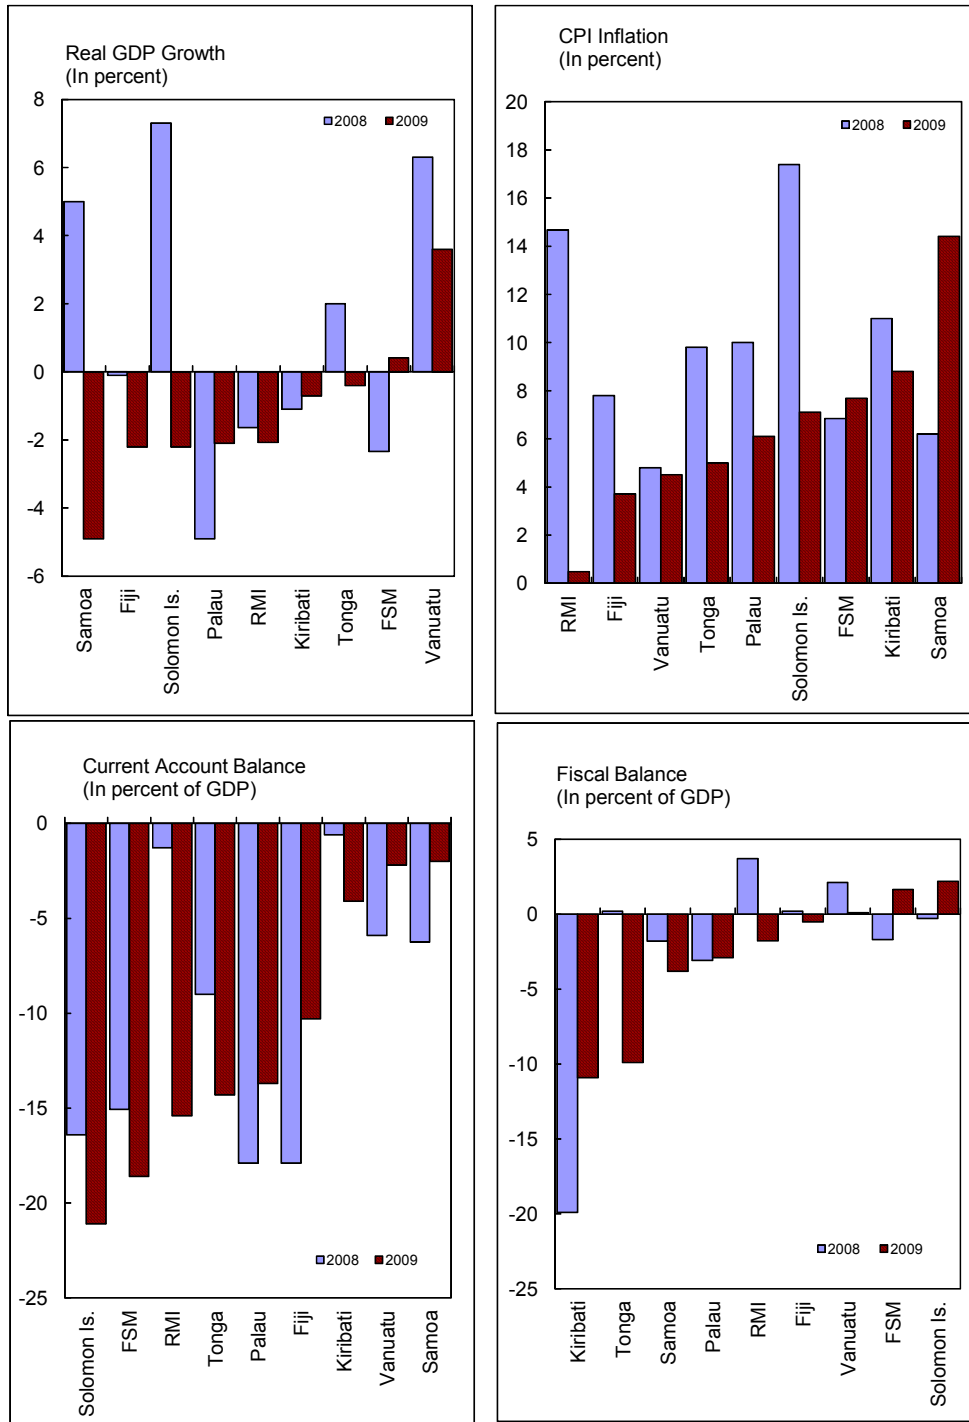 Real GDP Growth
(In percent)
8
6
4
2
0
-2
-4
-6
2008 2009
Samoa
Fiji
Solomon Is.
Palau
RMI
Kiribati
Tonga
FSM
Vanuatu
CPI Inflation
(In percent)
20
18
16
14
12
10
8
6
4
2
0
2008 2009
RMI
Fiji
Vanuatu
Tonga
Palau
Solomon Is.
FSM
Kiribati
Samoa
Current Account Balance
(In percent of GDP)
0
-5
-10
-15
-20
-25
2008 2009
Solomon Is.
FSM
RMI
Tonga
Palau
Fiji
Kiribati
Vanuatu
Samoa
Fiscal Balance
(In percent of GDP)
5
0
-5
-10
-15
-20
-25
2008 2009
Kiribati
Tonga
Samoa
Palau
RMI
Fiji
Vanuatu
FSM
Solomon Is.